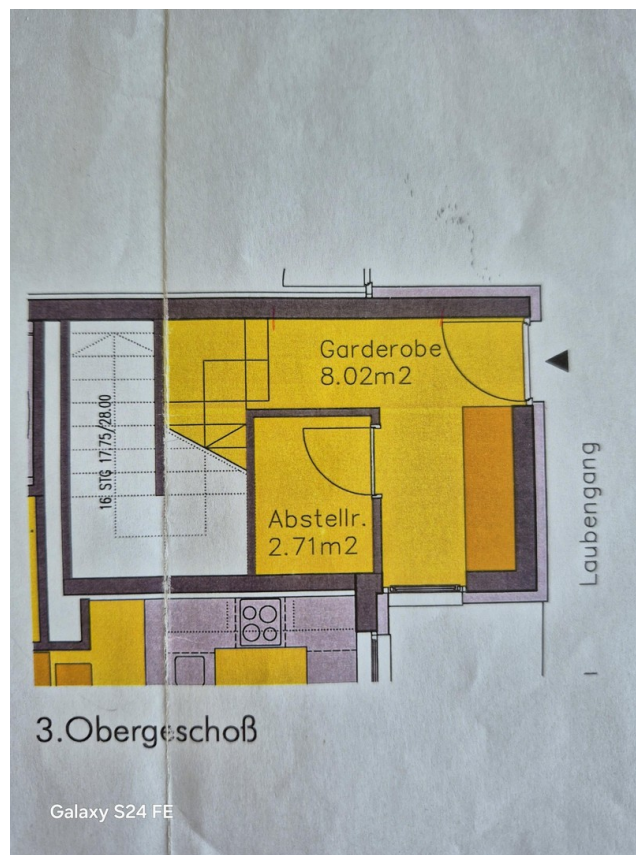 Garderobe
8.02m2
16 STG 17.75/28.00
Abstellr.
2.71m2
Laubengang
3.Obergeschoß
Galaxy S24 FE